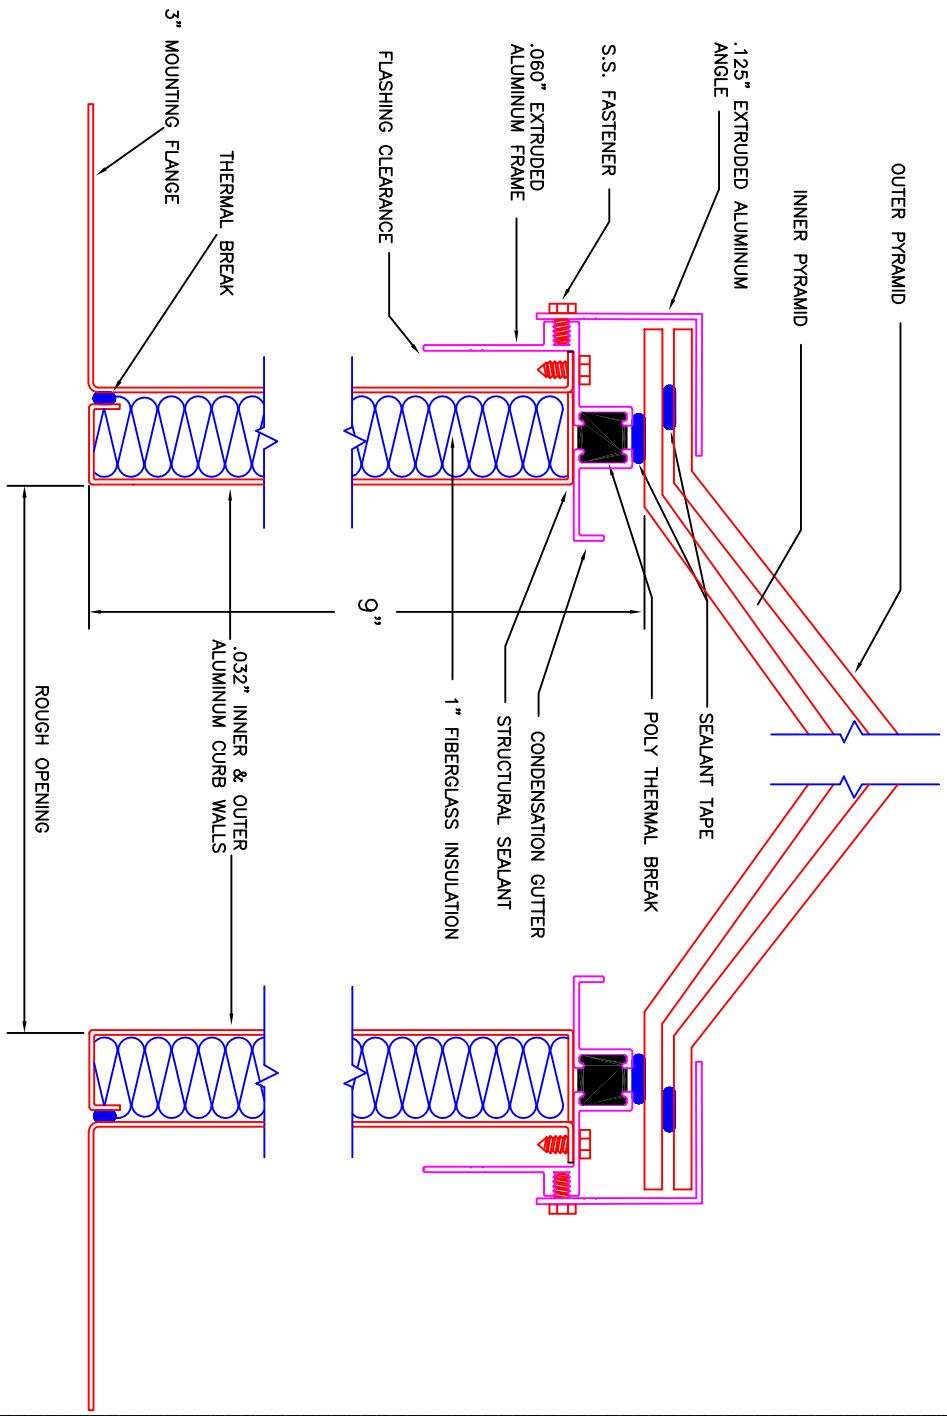 OUTER PYRAMID
INNER PYRAMID
.125" EXTRUDED ALUMINUM
ANGLE
S.S. FASTENER
.060" EXTRUDED
ALUMINUM FRAME
FLASHING CLEARANCE
THERMAL BREAK
3" MOUNTING FLANGE
SEALANT TAPE
POLY THERMAL BREAK
CONDENSATION GUTTER
STRUCTURAL SEALANT
1" FIBERGLASS INSULATION
9"
.032" INNER & OUTER
ALUMINUM CURB WALLS
ROUGH OPENING